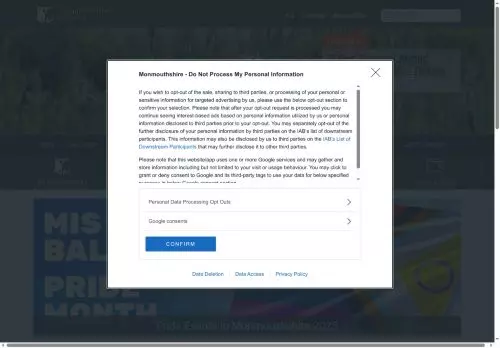 Monmouthshire - Do Not Process My Personal Information
If you wish to opt-out of the sale, sharing to third parties, or processing of your personal or
sensitive information for targeted advertising by us, please use the below opt-out section to
confirm your selection. Please note that after your opt-out request is processed you may
continue seeing interest-based ads based on personal information utilized by us or personal
information disclosed to third parties prior to your opt-out. You may separately opt-out of the
further disclosure of your personal information by third parties on the IAB's list of downstream
participants. This information may also be disclosed by us to third parties on the IAB's List of
Downstream Participants that may further disclose it to other third parties.
Please note that this website/app uses one or more Google services and may gather and
store information including but not limited to your visit or usage behaviour. You may click to
grant or deny consent to Google and its third-party tags to use your data for below specified
Personal Data Processing Opt Outs
Google consents
CONFIRM
Data Deletion
Data Access
Privacy Policy
MIS
BAL
PRIDE
MONTH
Pride Events in Monmouthshire 2023